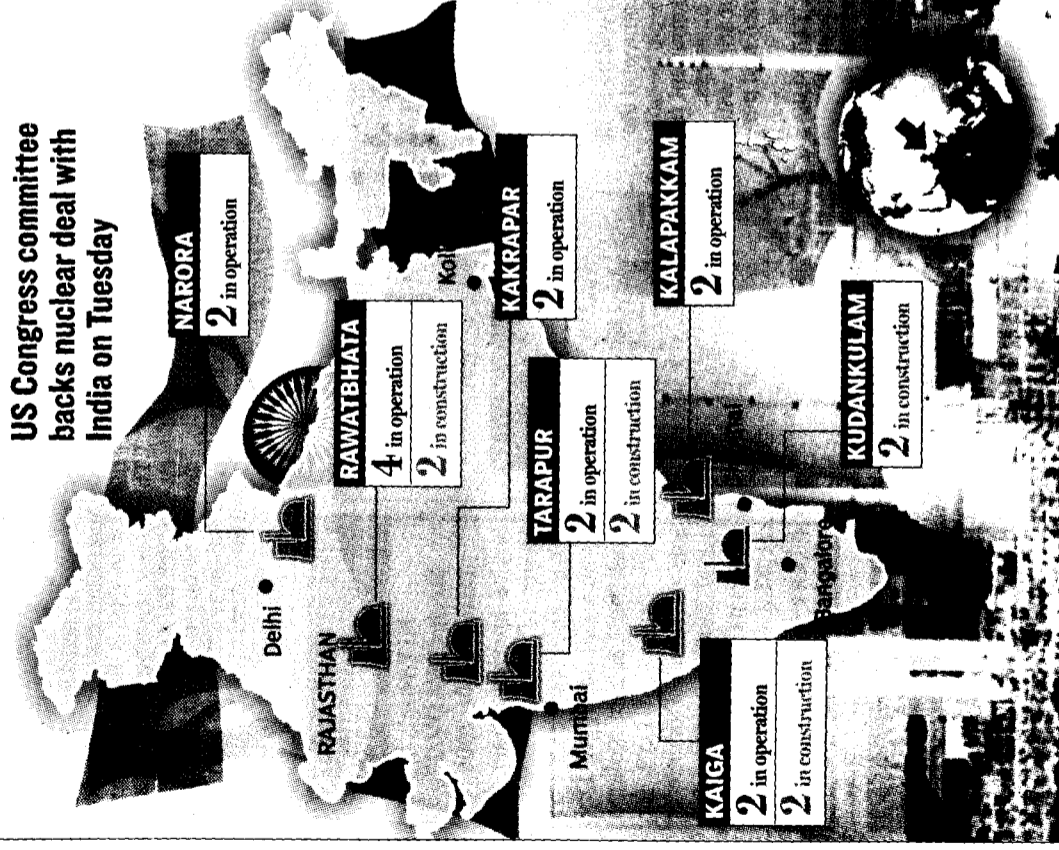 US Congress committee
backs nuclear deal with
India on Tuesday
NARORA
2 in operation
RAWATBHATA
4 in operation
2 in construction
KAKRAPAR
2 in operation
TARAPUR
2 in operation
2 in construction
KALAPAKKAM
2 in operation
KUDANKULAM
2 in construction
KAIGA
2 in operation
2 in construction
Delhi
RAJASTHAN
Mumbai
Bangalore